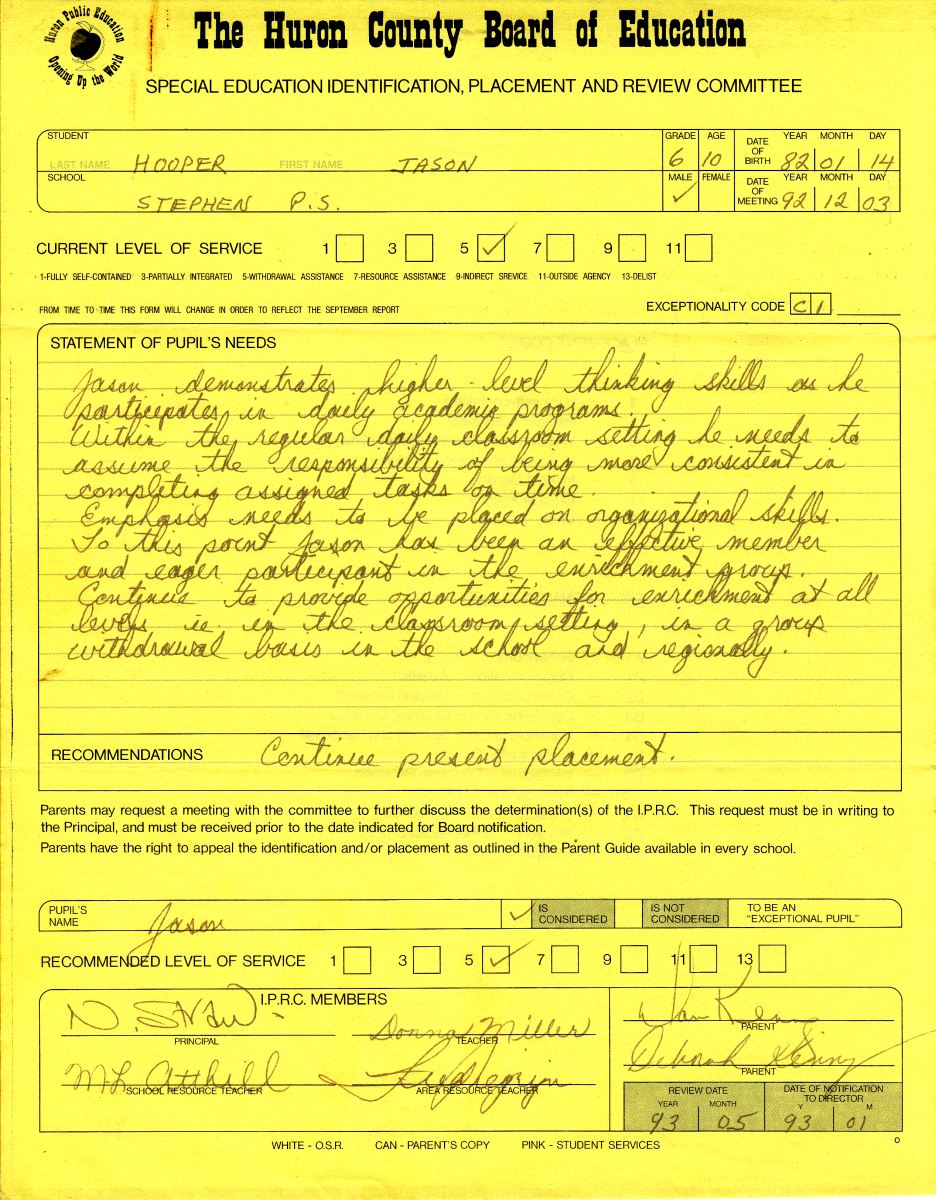 Huron Public Education
Opening Up the World
The Huron County Board of Education
SPECIAL EDUCATION IDENTIFICATION, PLACEMENT AND REVIEW COMMITTEE
STUDENT GRADE AGE DATE OF BIRTH YEAR MONTH DAY
LAST NAME HOOPER FIRST NAME JASON 6 10 82 01 14
SCHOOL MALE FEMALE DATE OF MEETING YEAR MONTH DAY
STEPHEN P.S. ✓ 92 12 03
CURRENT LEVEL OF SERVICE 1 3 5 ✓ 7 9 11
1-FULLY SELF-CONTAINED 3-PARTIALLY INTEGRATED 5-WITHDRAWAL ASSISTANCE 7-RESOURCE ASSISTANCE 9-INDIRECT SREVICE 11-OUTSIDE AGENCY 13-DELIST
FROM TIME TO TIME THIS FORM WILL CHANGE IN ORDER TO REFLECT THE SEPTEMBER REPORT EXCEPTIONALITY CODE C 1
STATEMENT OF PUPIL'S NEEDS
Jason demonstrates higher-level thinking skills as he
participates in daily academic programs.
Within the regular daily classroom setting he needs to
assume the responsibility of being more consistent in
completing assigned tasks on time.
Emphasis needs to be placed on organizational skills.
To this point Jason has been an effective member
and eager participant in the enrichment group.
Continue to provide opportunities for enrichment at all
levels ie. in the classroom setting, in a group
withdrawal basis in the school and regionally.
RECOMMENDATIONS Continue present placement.
Parents may request a meeting with the committee to further discuss the determination(s) of the I.P.R.C. This request must be in writing to
the Principal, and must be received prior to the date indicated for Board notification.
Parents have the right to appeal the identification and/or placement as outlined in the Parent Guide available in every school.
PUPIL'S NAME Jason ✓ IS CONSIDERED IS NOT CONSIDERED TO BE AN "EXCEPTIONAL PUPIL"
RECOMMENDED LEVEL OF SERVICE 1 3 5 ✓ 7 9 11 13
I.P.R.C. MEMBERS
Donna Miller
PRINCIPAL TEACHER PARENT
Deborah
SCHOOL RESOURCE TEACHER AREA RESOURCE TEACHER PARENT
REVIEW DATE DATE OF NOTIFICATION TO DIRECTOR
YEAR MONTH Y M
93 05 93 01
WHITE - O.S.R. CAN - PARENT'S COPY PINK - STUDENT SERVICES